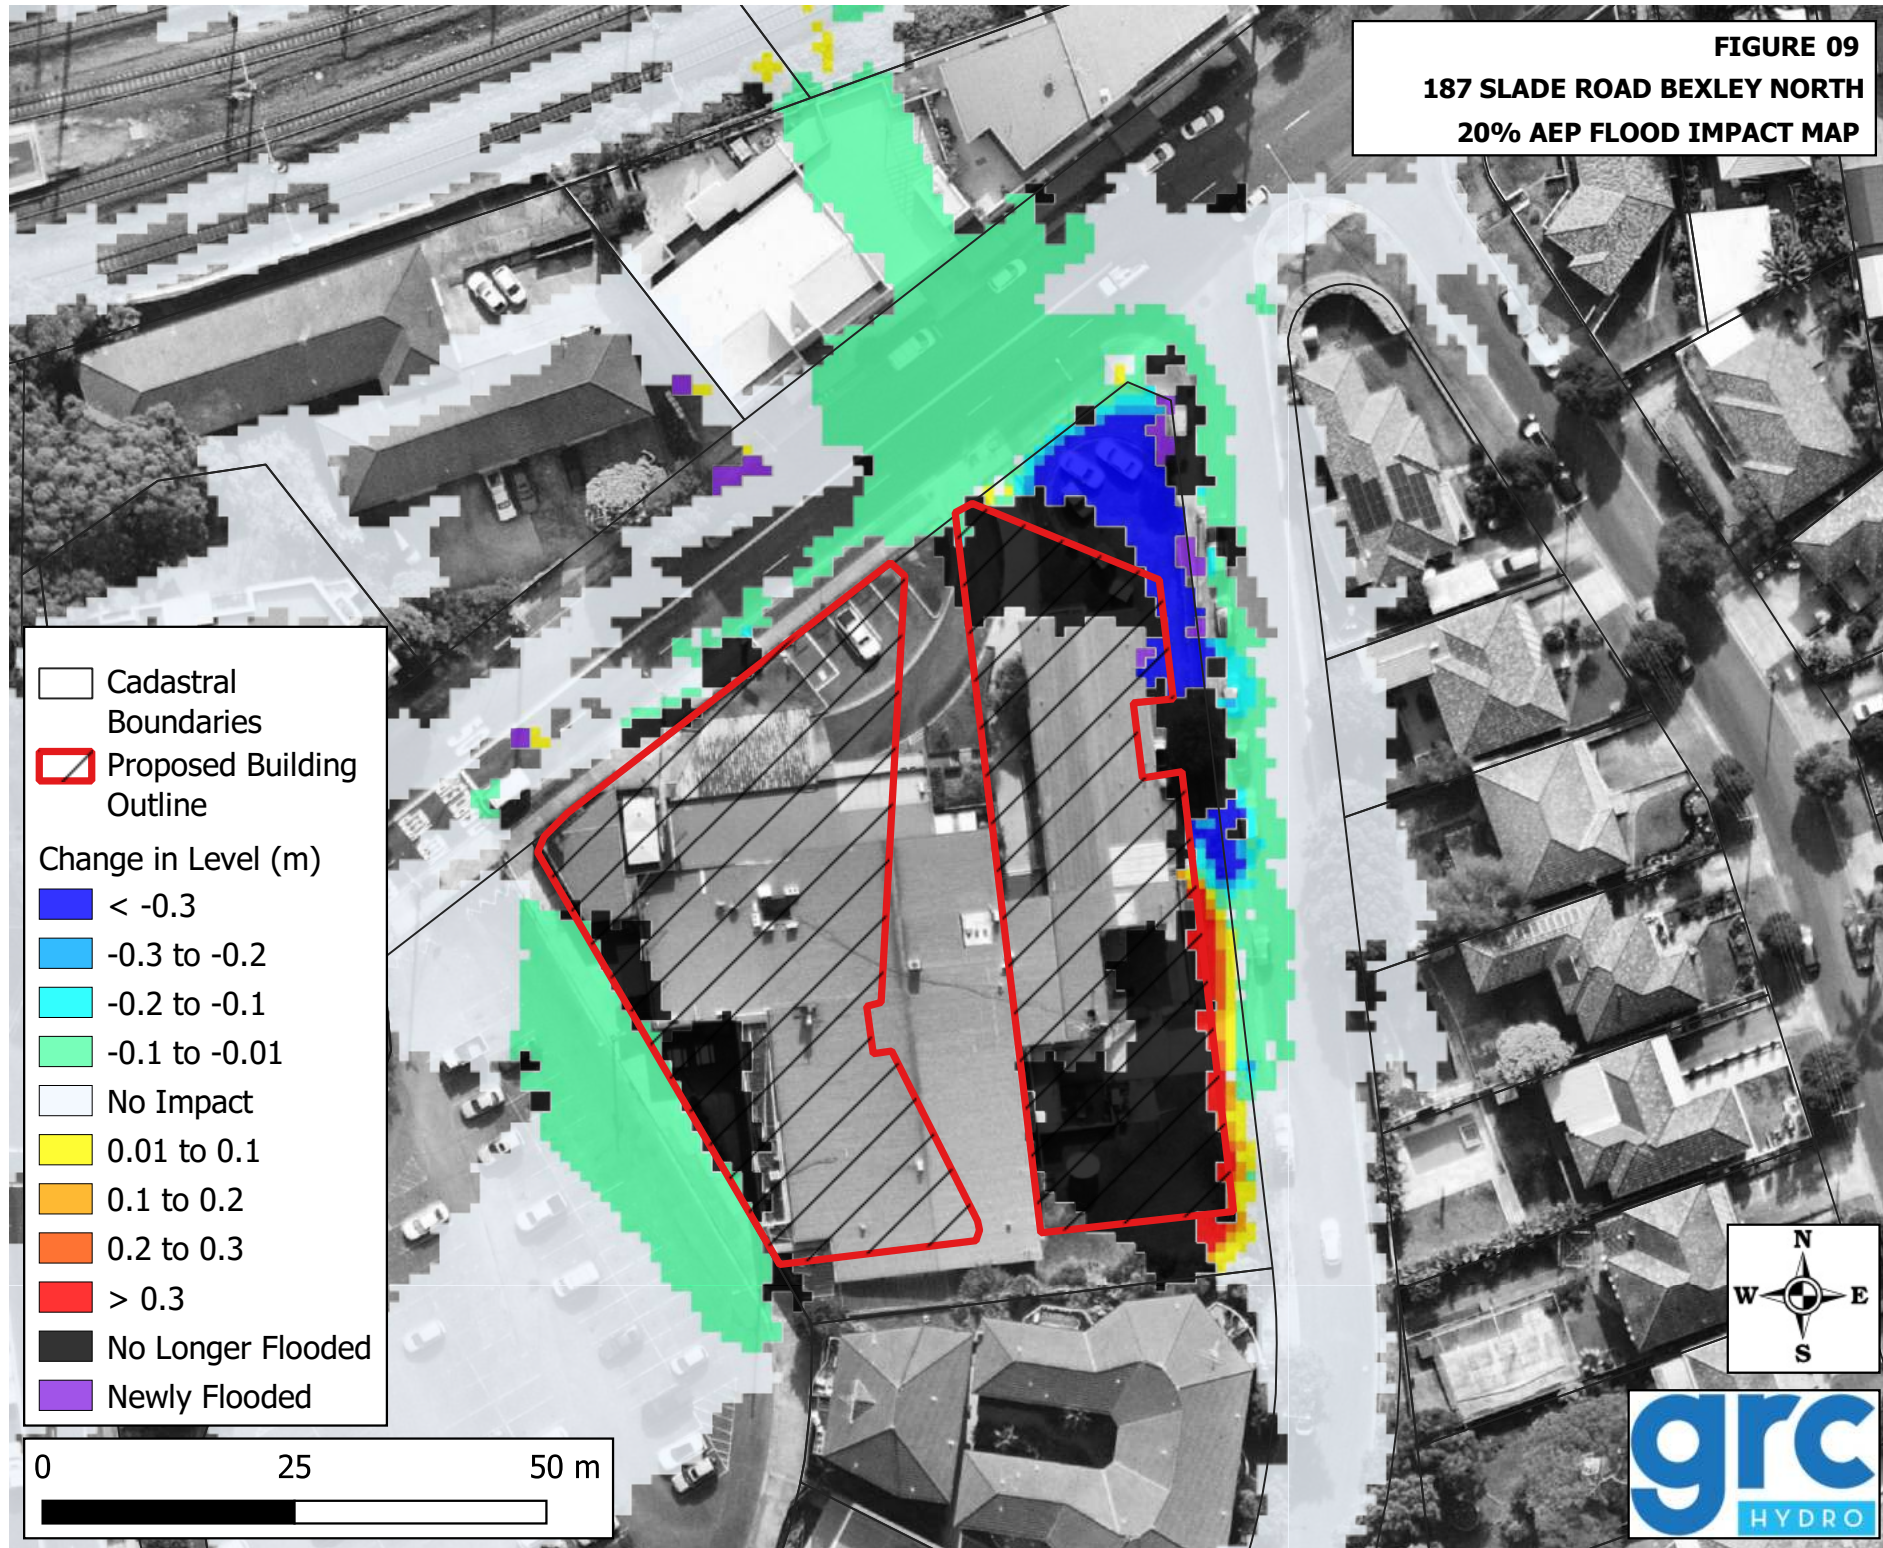 FIGURE 09
187 SLADE ROAD BEXLEY NORTH
20% AEP FLOOD IMPACT MAP
Cadastral
Boundaries
Proposed Building
Outline
Change in Level (m)
< -0.3
-0.3 to -0.2
-0.2 to -0.1
-0.1 to -0.01
No Impact
0.01 to 0.1
0.1 to 0.2
0.2 to 0.3
> 0.3
No Longer Flooded
Newly Flooded
0 25 50 m
N
W E
S
grc
HYDRO